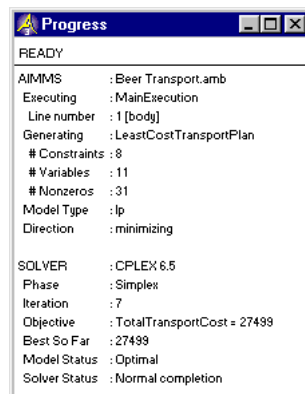 Progress
READY
AIMMS : Beer Transport.amb
Executing : MainExecution
Line number : 1 [body]
Generating : LeastCostTransportPlan
# Constraints : 8
# Variables : 11
# Nonzeros : 31
Model Type : lp
Direction : minimizing
SOLVER : CPLEX 6.5
Phase : Simplex
Iteration : 7
Objective : TotalTransportCost = 27499
Best So Far : 27499
Model Status : Optimal
Solver Status : Normal completion